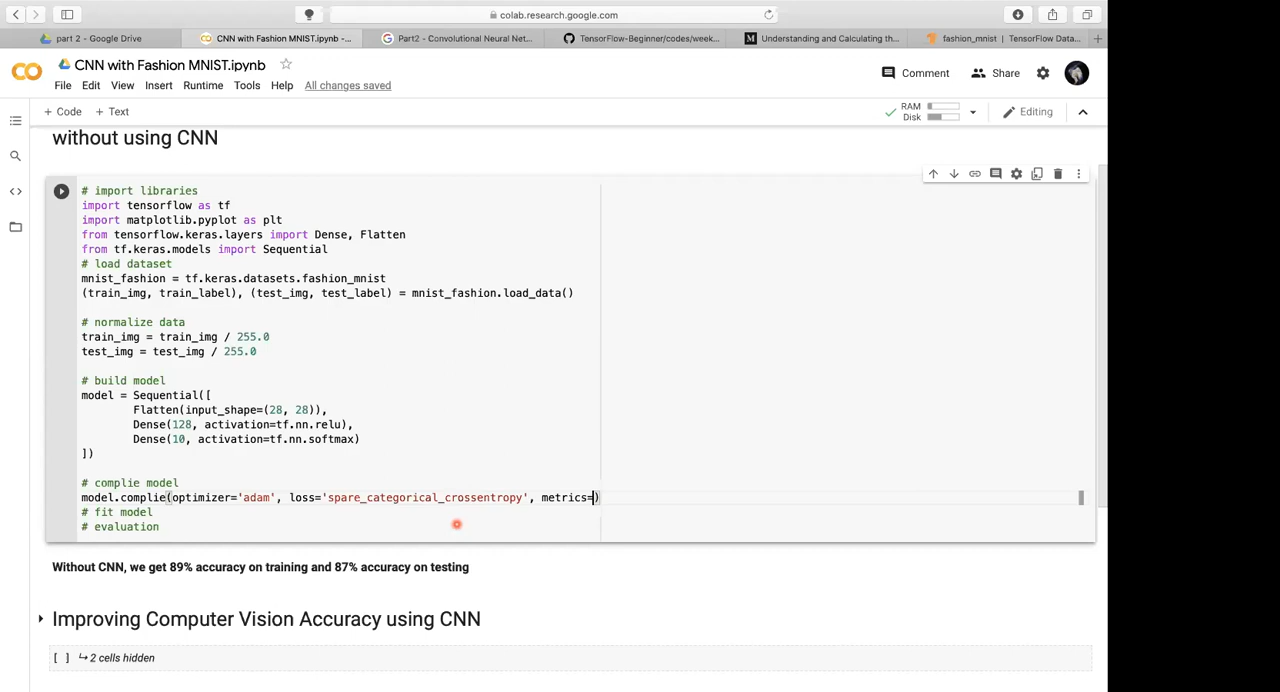 colab.research.google.com
part 2 - Google Drive
CNN with Fashion MNIST.ipynb -...
Part2 - Convolutional Neural Net...
TensorFlow-Beginner/codes/week...
Understanding and Calculating th...
fashion_mnist | TensorFlow Data...
CNN with Fashion MNIST.ipynb
Comment
Share
File Edit View Insert Runtime Tools Help All changes saved
+ Code + Text
RAM
Disk
Editing
without using CNN
# import libraries
import tensorflow as tf
import matplotlib.pyplot as plt
from tensorflow.keras.layers import Dense, Flatten
from tf.keras.models import Sequential
# load dataset
mnist_fashion = tf.keras.datasets.fashion_mnist
(train_img, train_label), (test_img, test_label) = mnist_fashion.load_data()
# normalize data
train_img = train_img / 255.0
test_img = test_img / 255.0
# build model
model = Sequential([
Flatten(input_shape=(28, 28)),
Dense(128, activation=tf.nn.relu),
Dense(10, activation=tf.nn.softmax)
])
# complie model
model.complie(optimizer='adam', loss='spare_categorical_crossentropy', metrics=)
# fit model
# evaluation
Without CNN, we get 89% accuracy on training and 87% accuracy on testing
Improving Computer Vision Accuracy using CNN
[ ] ↳ 2 cells hidden